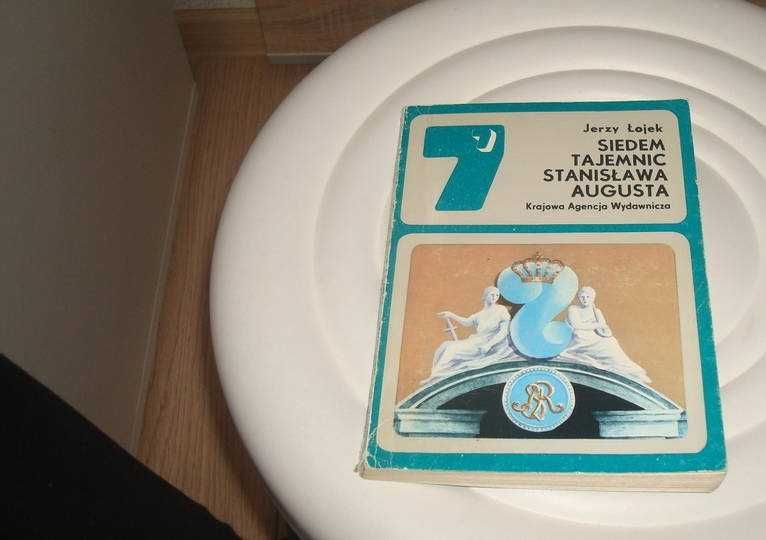 7
Jerzy Łojek
SIEDEM
TAJEMNIC
STANISŁAWA
AUGUSTA
Krajowa Agencja Wydawnicza